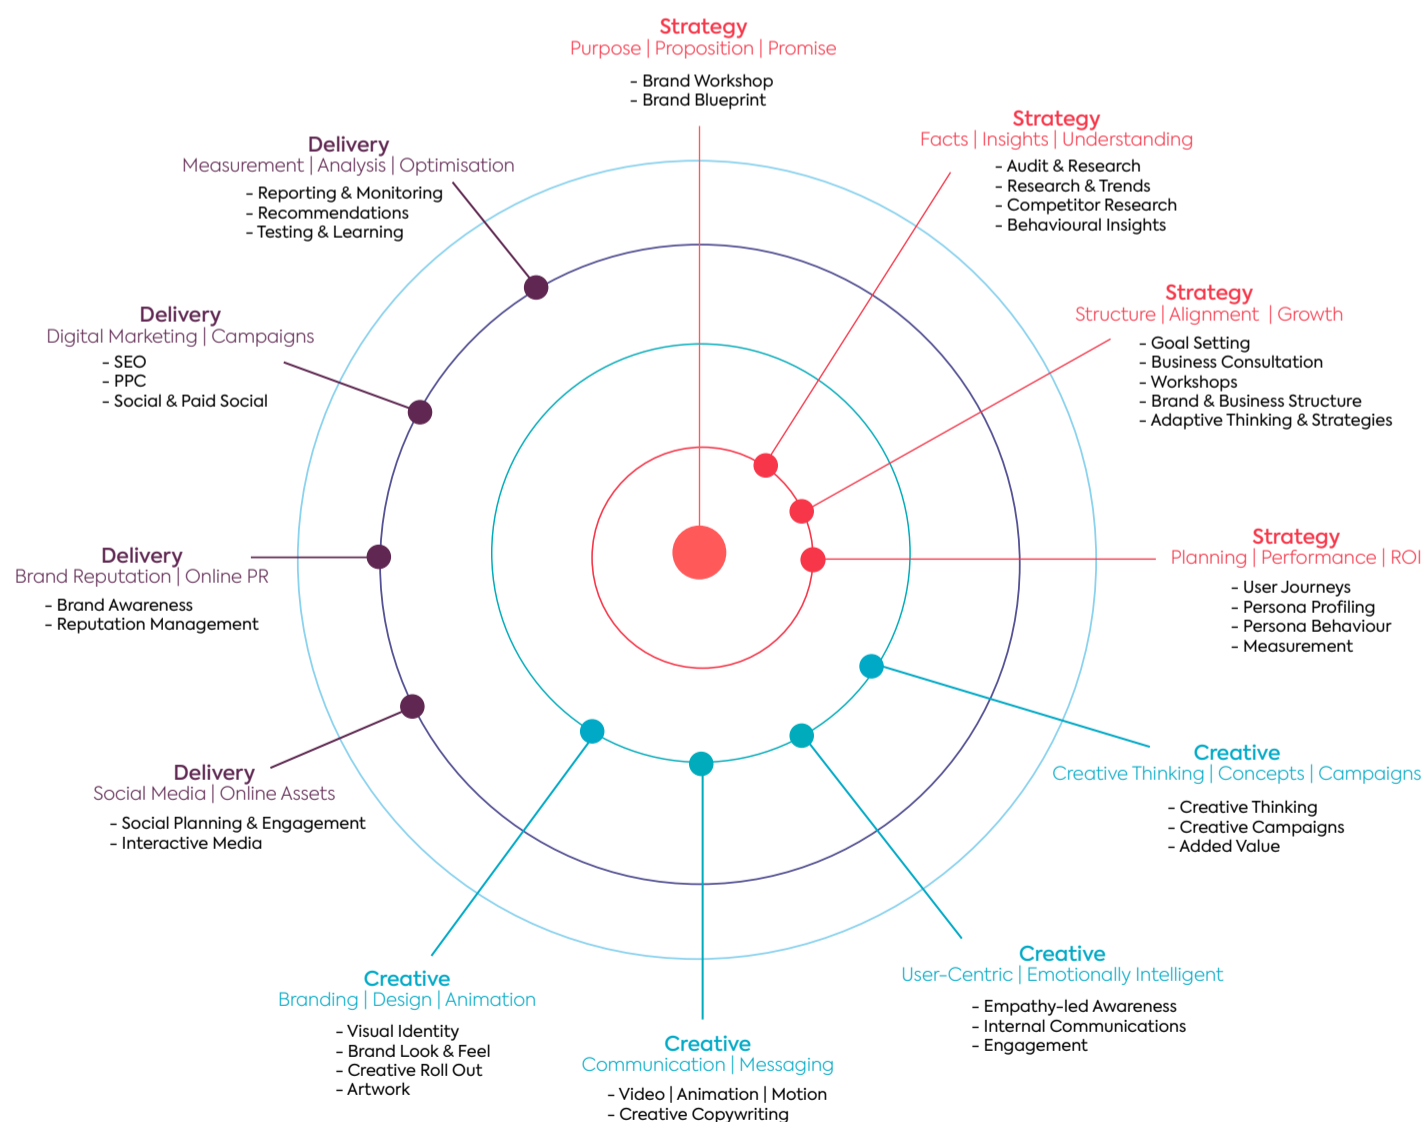 Strategy
Purpose | Proposition | Promise
- Brand Workshop
- Brand Blueprint
Strategy
Facts | Insights | Understanding
- Audit & Research
- Research & Trends
- Competitor Research
- Behavioural Insights
Strategy
Structure | Alignment | Growth
- Goal Setting
- Business Consultation
- Workshops
- Brand & Business Structure
- Adaptive Thinking & Strategies
Strategy
Planning | Performance | ROI
- User Journeys
- Persona Profiling
- Persona Behaviour
- Measurement
Creative
Creative Thinking | Concepts | Campaigns
- Creative Thinking
- Creative Campaigns
- Added Value
Creative
User-Centric | Emotionally Intelligent
- Empathy-led Awareness
- Internal Communications
- Engagement
Creative
Communication | Messaging
- Video | Animation | Motion
- Creative Copywriting
Creative
Branding | Design | Animation
- Visual Identity
- Brand Look & Feel
- Creative Roll Out
- Artwork
Delivery
Social Media | Online Assets
- Social Planning & Engagement
- Interactive Media
Delivery
Brand Reputation | Online PR
- Brand Awareness
- Reputation Management
Delivery
Digital Marketing | Campaigns
- SEO
- PPC
- Social & Paid Social
Delivery
Measurement | Analysis | Optimisation
- Reporting & Monitoring
- Recommendations
- Testing & Learning